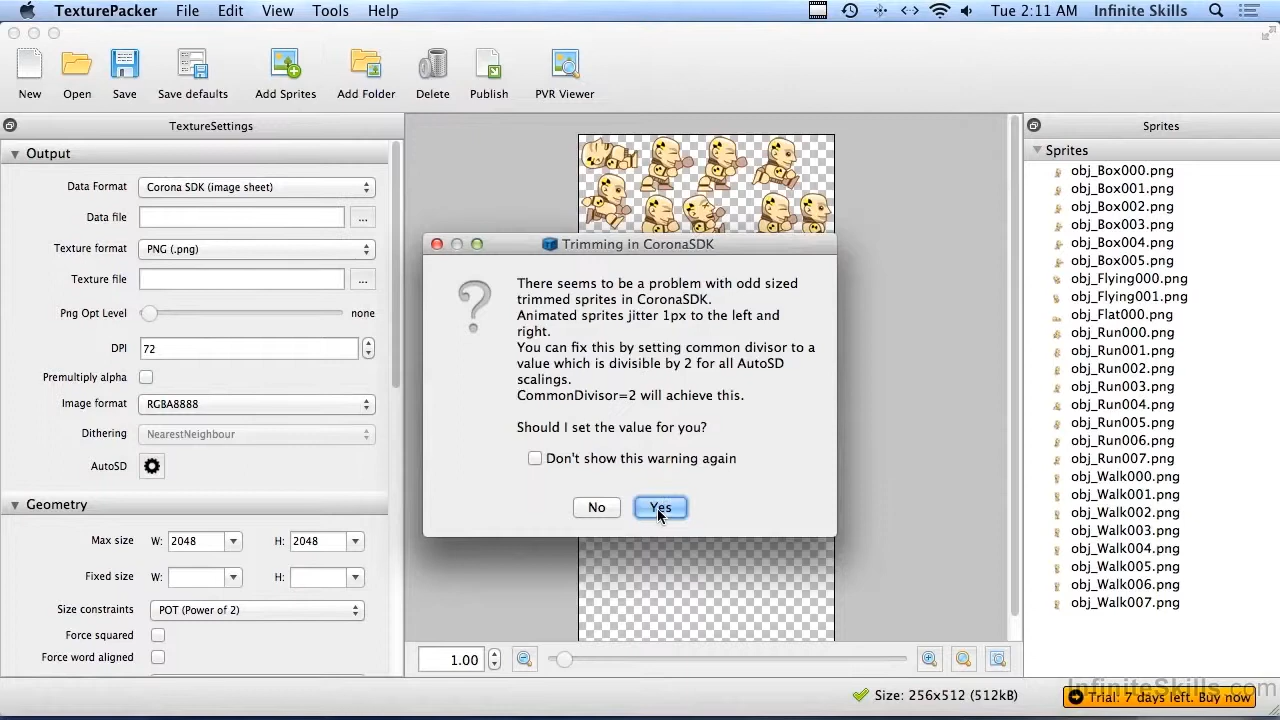 TexturePacker File Edit View Tools Help Tue 2:11 AM Infinite Skills
New Open Save Save defaults Add Sprites Add Folder Delete Publish PVR Viewer
TextureSettings
Output
Data Format Corona SDK (image sheet)
Data file ...
Texture format PNG (.png)
Texture file ...
Png Opt Level none
DPI 72
Premultiply alpha
Image format RGBA8888
Dithering NearestNeighbour
AutoSD
Geometry
Max size W: 2048 H: 2048
Fixed size W: H:
Size constraints POT (Power of 2)
Force squared
Force word aligned
Trimming in CoronaSDK
There seems to be a problem with odd sized
trimmed sprites in CoronaSDK.
Animated sprites jitter 1px to the left and
right.
You can fix this by setting common divisor to a
value which is divisible by 2 for all AutoSD
scalings.
CommonDivisor=2 will achieve this.
Should I set the value for you?
Don't show this warning again
No Yes
1.00
Sprites
Sprites
obj_Box000.png
obj_Box001.png
obj_Box002.png
obj_Box003.png
obj_Box004.png
obj_Box005.png
obj_Flying000.png
obj_Flying001.png
obj_Flat000.png
obj_Run000.png
obj_Run001.png
obj_Run002.png
obj_Run003.png
obj_Run004.png
obj_Run005.png
obj_Run006.png
obj_Run007.png
obj_Walk000.png
obj_Walk001.png
obj_Walk002.png
obj_Walk003.png
obj_Walk004.png
obj_Walk005.png
obj_Walk006.png
obj_Walk007.png
InfiniteSkills.com
Size: 256x512 (512kB) Trial: 7 days left. Buy now